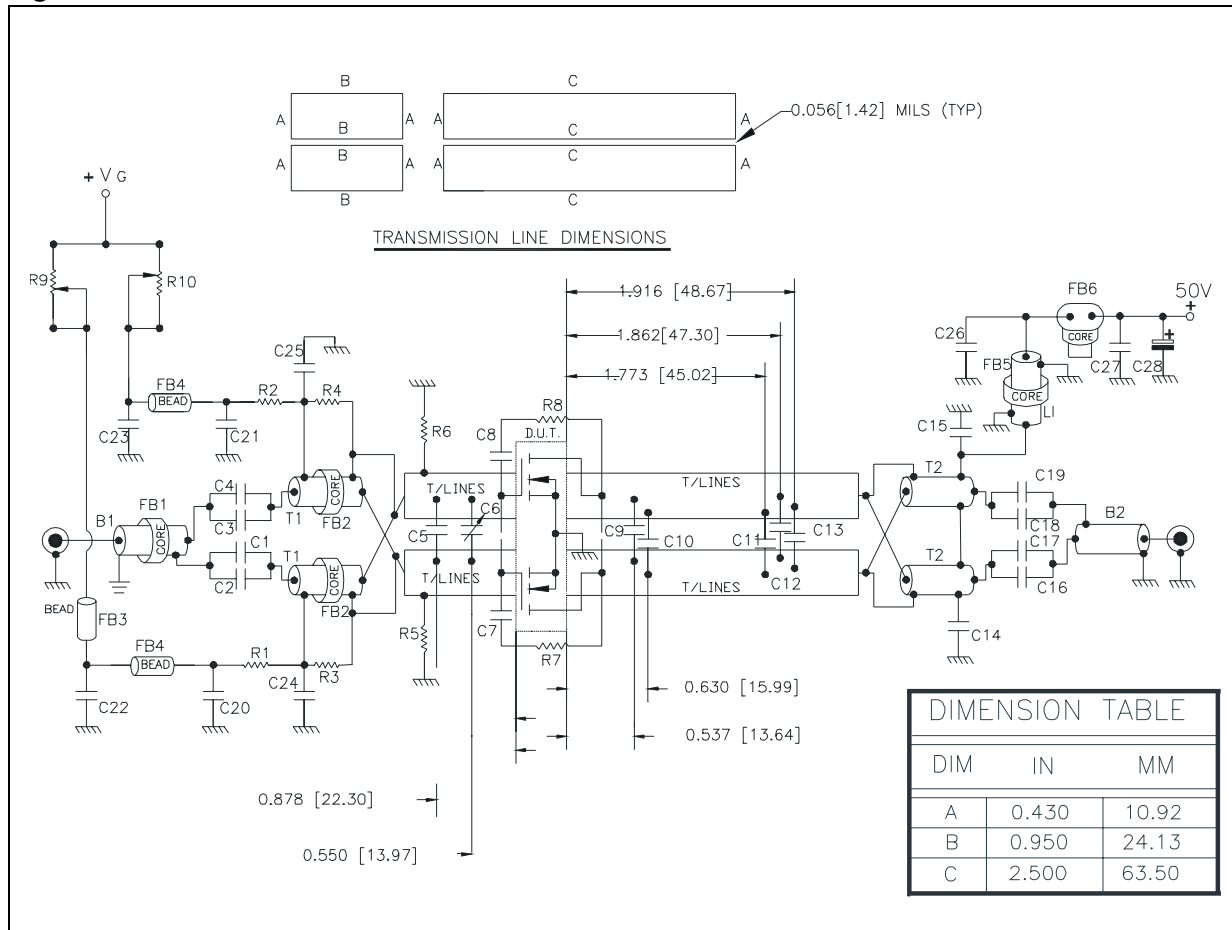 B
C
A
B
A
A
C
A
0.056[1.42] MILS (TYP)
A
B
A
A
C
A
B
C
+ V G
TRANSMISSION LINE DIMENSIONS
R9
R10
1.916 [48.67]
FB6
50V
+
C25
1.862[47.30]
C26
CORE
+
FB5
C27
C28
1.773 [45.02]
FB4
BEAD
R2
R4
R8
CORE
L1
C23
C21
R6
C8
D.U.T.
C15
C4
T/LINES
T/LINES
T2
C19
B1
FB1
CORE
C3
T1
CORE
FB2
C5
C6
C9
C10
C11
C13
C12
C18
B2
C1
T1
C17
C2
CORE
FB2
T/LINES
T/LINES
T2
C16
BEAD
FB3
R5
C7
C14
FB4
BEAD
R1
R3
R7
C22
C20
C24
0.630 [15.99]
0.537 [13.64]
0.878 [22.30]
0.550 [13.97]
DIMENSION TABLE
DIM IN MM
A 0.430 10.92
B 0.950 24.13
C 2.500 63.50